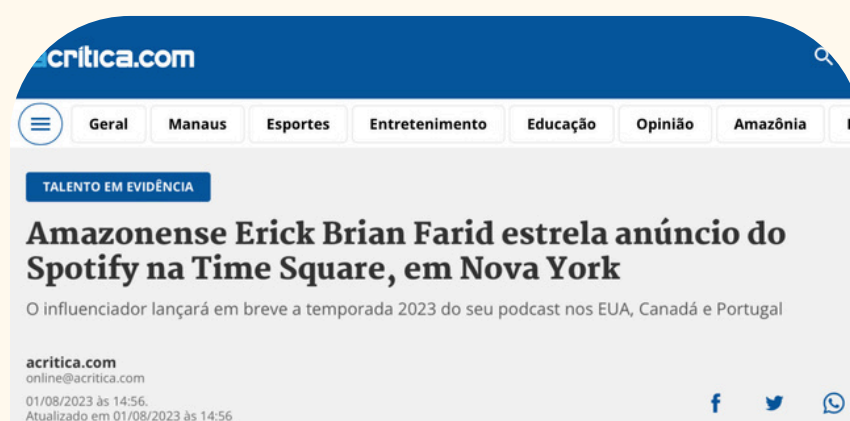 acrítica.com
Geral Manaus Esportes Entretenimento Educação Opinião Amazônia
TALENTO EM EVIDÊNCIA
Amazonense Erick Brian Farid estrela anúncio do
Spotify na Time Square, em Nova York
O influenciador lançará em breve a temporada 2023 do seu podcast nos EUA, Canadá e Portugal
acritica.com
online@acritica.com
01/08/2023 às 14:56.
Atualizado em 01/08/2023 às 14:56